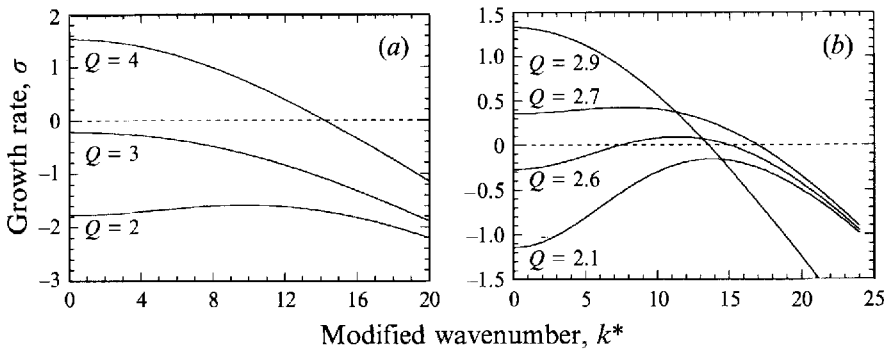 (a)
Q = 4
Q = 3
Q = 2
2
1
0
−1
−2
−3
0
4
8
12
16
20
Growth rate, σ
(b)
Q = 2.9
Q = 2.7
Q = 2.6
Q = 2.1
1.5
1.0
0.5
0
−0.5
−1.0
−1.5
0
5
10
15
20
25
Modified wavenumber, k*